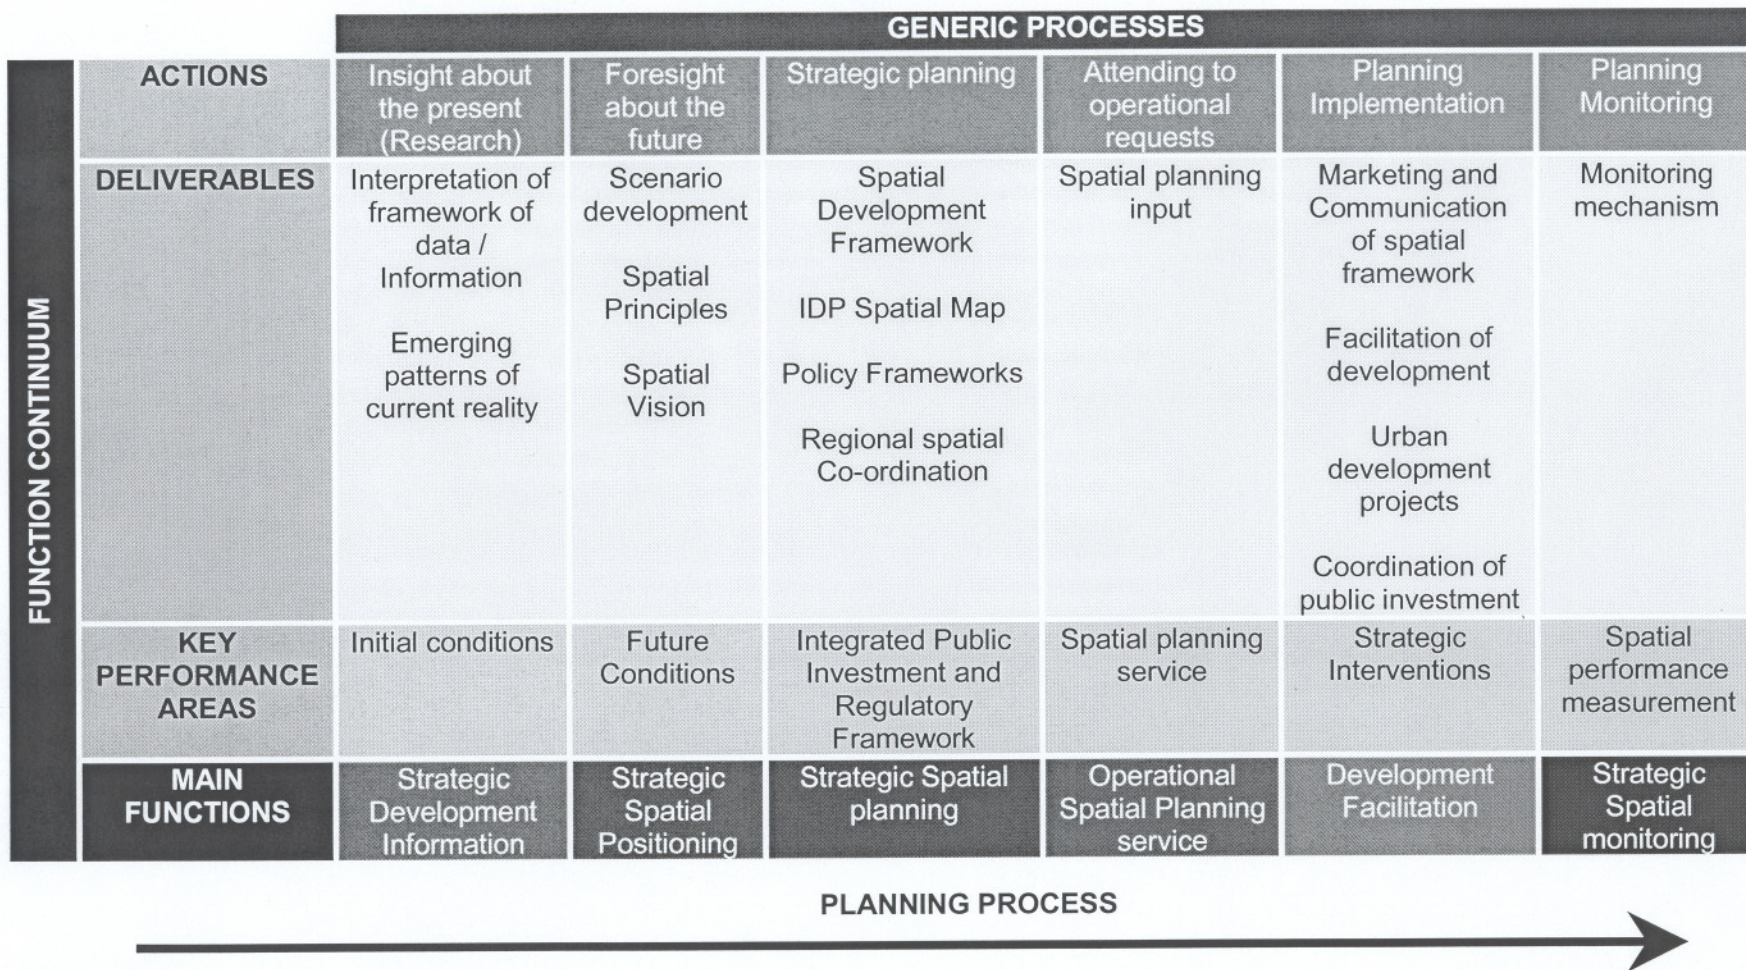 GENERIC PROCESSES
FUNCTION CONTINUUM
ACTIONS
Insight about
the present
(Research)
Foresight
about the
future
Strategic planning
Attending to
operational
requests
Planning
Implementation
Planning
Monitoring
DELIVERABLES
Interpretation of
framework of
data /
Information
Emerging
patterns of
current reality
Scenario
development
Spatial
Principles
Spatial
Vision
Spatial
Development
Framework
IDP Spatial Map
Policy Frameworks
Regional spatial
Co-ordination
Spatial planning
input
Marketing and
Communication
of spatial
framework
Facilitation of
development
Urban
development
projects
Coordination of
public investment
Monitoring
mechanism
KEY
PERFORMANCE
AREAS
Initial conditions
Future
Conditions
Integrated Public
Investment and
Regulatory
Framework
Spatial planning
service
Strategic
Interventions
Spatial
performance
measurement
MAIN
FUNCTIONS
Strategic
Development
Information
Strategic
Spatial
Positioning
Strategic Spatial
planning
Operational
Spatial Planning
service
Development
Facilitation
Strategic
Spatial
monitoring
PLANNING PROCESS